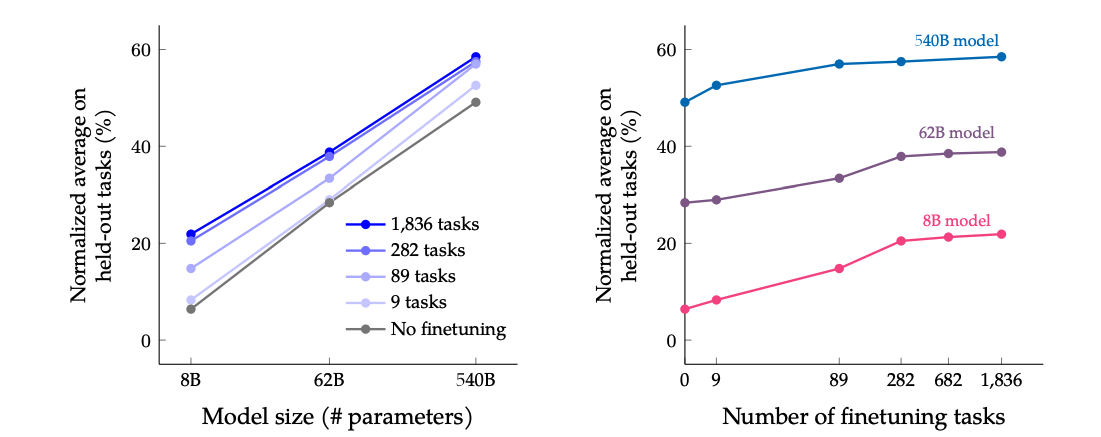 Normalized average on
held-out tasks (%)
60
40
20
0
8B
62B
540B
1,836 tasks
282 tasks
89 tasks
9 tasks
No finetuning
Model size (# parameters)
Normalized average on
held-out tasks (%)
60
40
20
0
540B model
62B model
8B model
0 9 89 282 682 1,836
Number of finetuning tasks